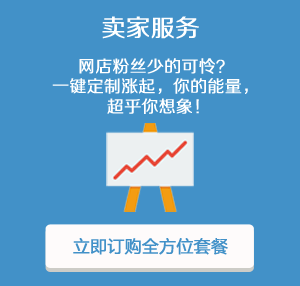 卖家服务
网店粉丝少的可怜？
一键定制涨起，你的能量，
超乎你想象！
立即订购全方位套餐